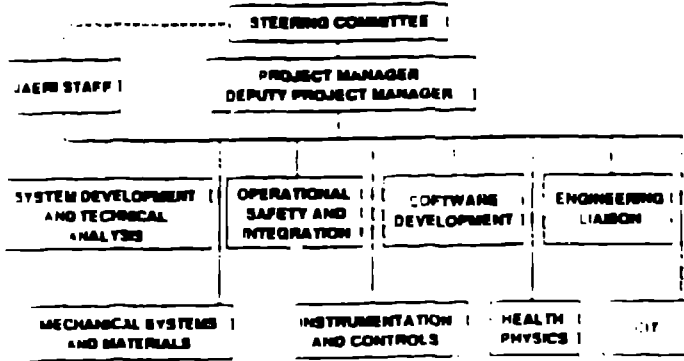 STEERING COMMITTEE
JAERI STAFF
PROJECT MANAGER
DEPUTY PROJECT MANAGER
SYSTEM DEVELOPMENT
AND TECHNICAL
ANALYSIS
OPERATIONAL
SAFETY AND
INTEGRATION
SOFTWARE
DEVELOPMENT
ENGINEERING
LIAISON
MECHANICAL SYSTEMS
AND MATERIALS
INSTRUMENTATION
AND CONTROLS
HEALTH
PHYSICS